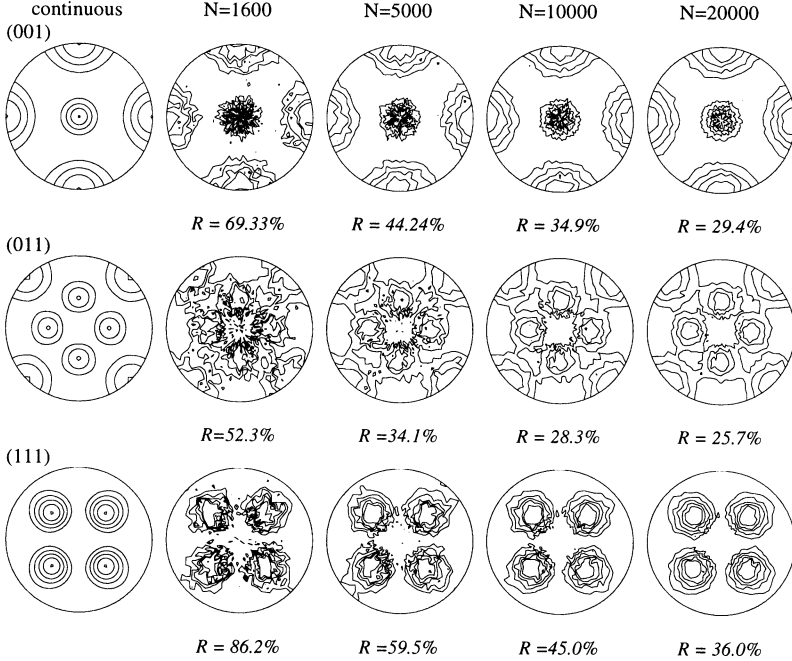 continuous N=1600 N=5000 N=10000 N=20000
(001)
R = 69.33% R = 44.24% R = 34.9% R = 29.4%
(011)
R=52.3% R =34.1% R = 28.3% R = 25.7%
(111)
R = 86.2% R = 59.5% R =45.0% R = 36.0%